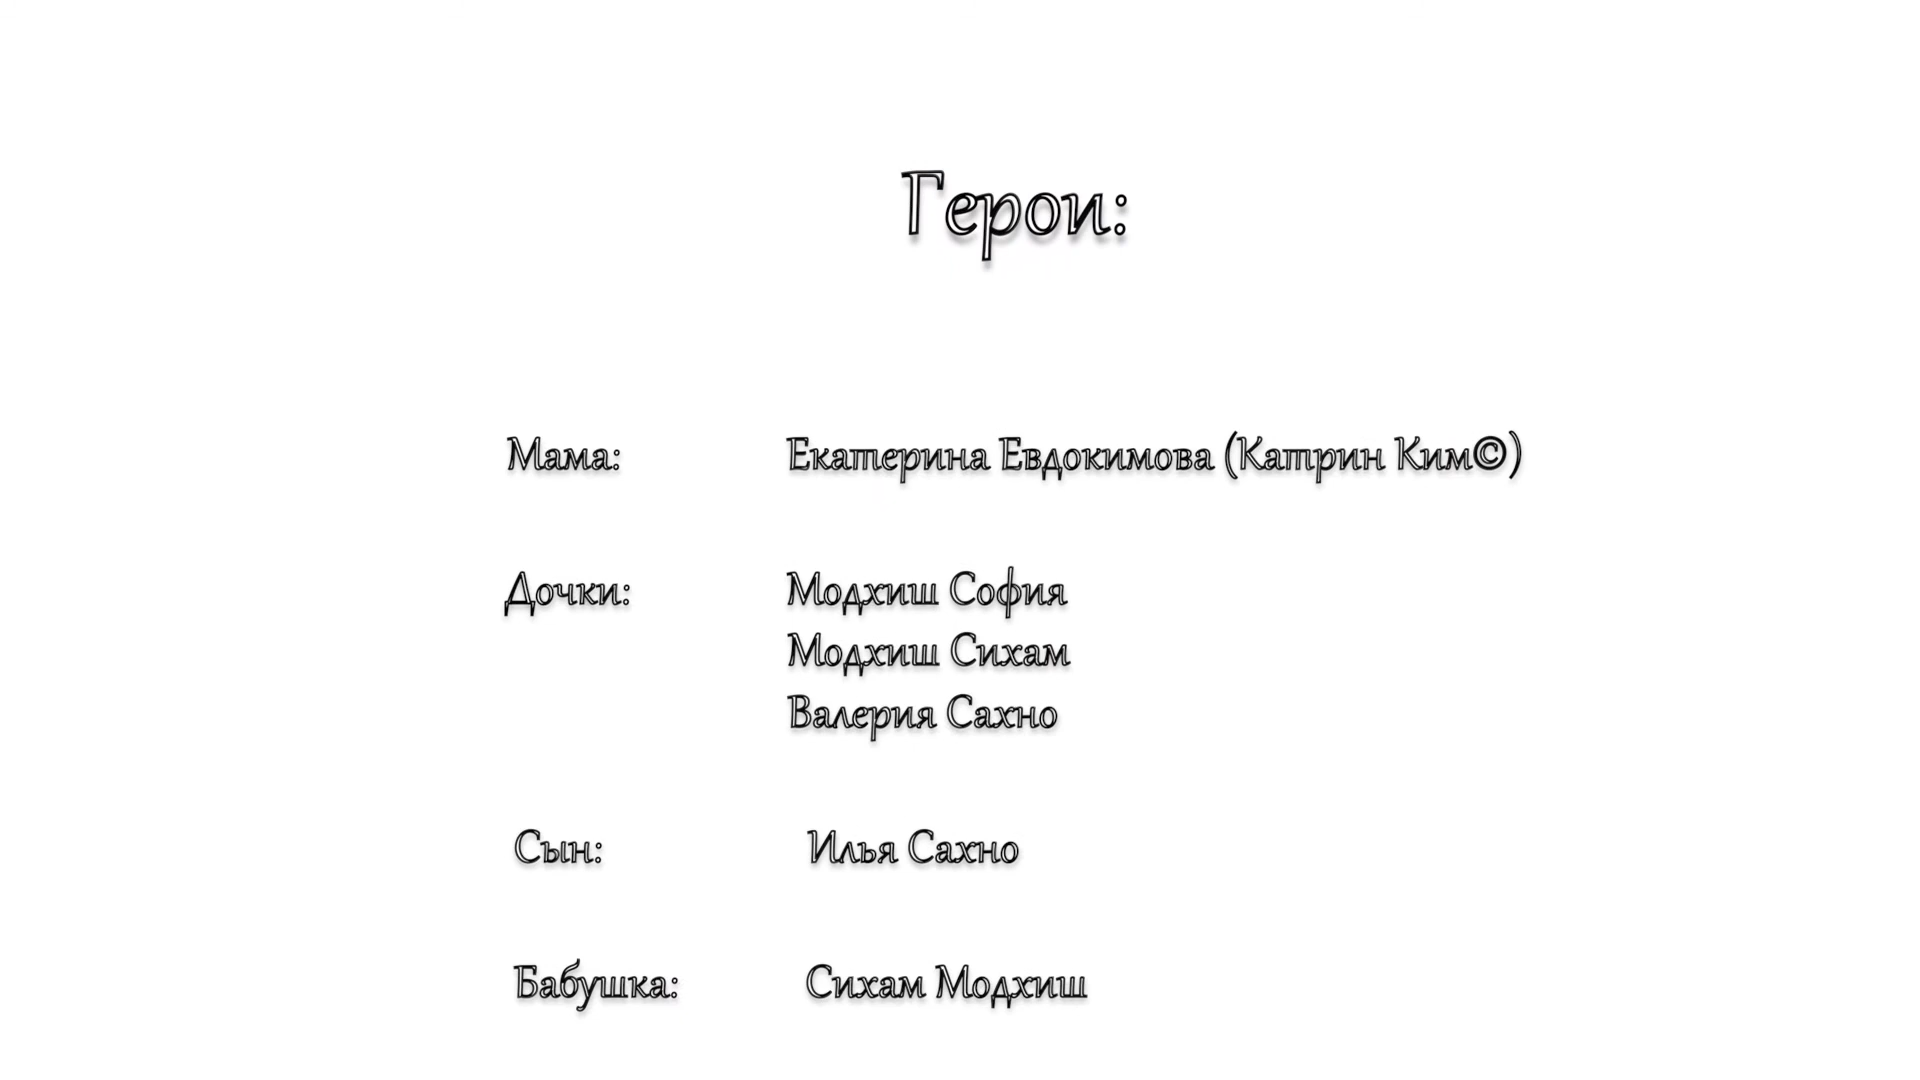 Герои:
Мама: Екатерина Евдокимова (Катрин Ким©)
Дочки: Модхиш София
Модхиш Сихам
Валерия Сахно
Сын: Илья Сахно
Бабушка: Сихам Модхиш